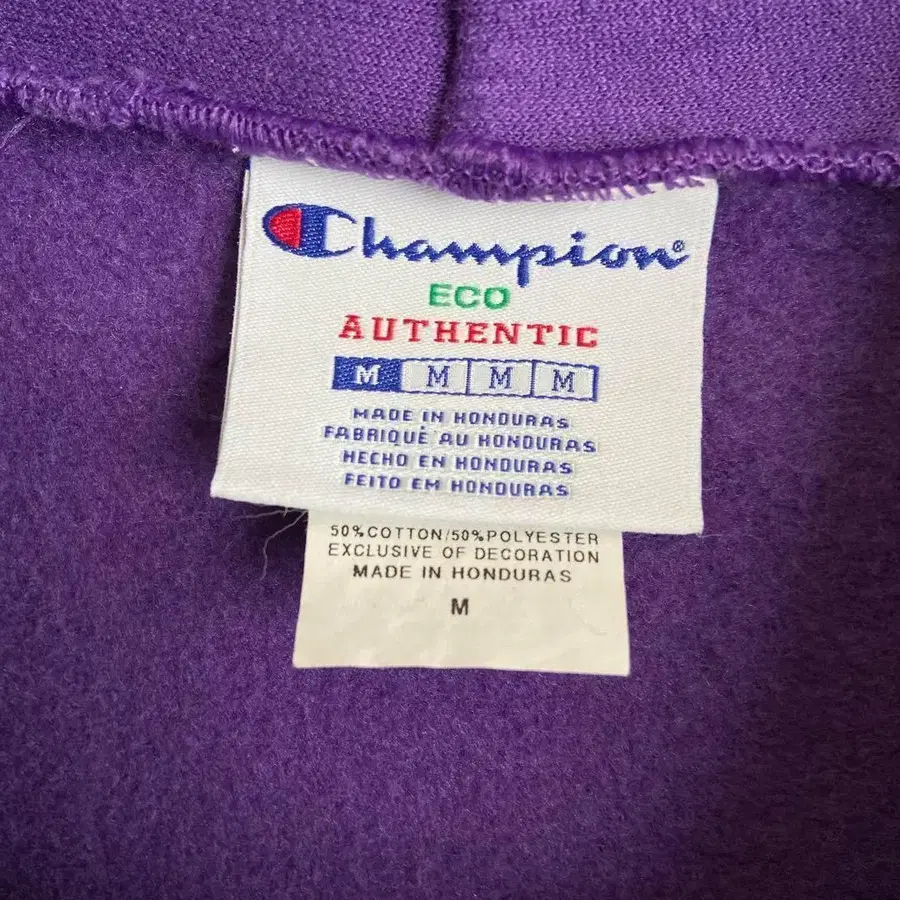 Champion®
ECO
AUTHENTIC
M M M M
MADE IN HONDURAS
FABRIQUÉ AU HONDURAS
HECHO EN HONDURAS
FEITO EM HONDURAS
50%COTTON/50%POLYESTER
EXCLUSIVE OF DECORATION
MADE IN HONDURAS
M